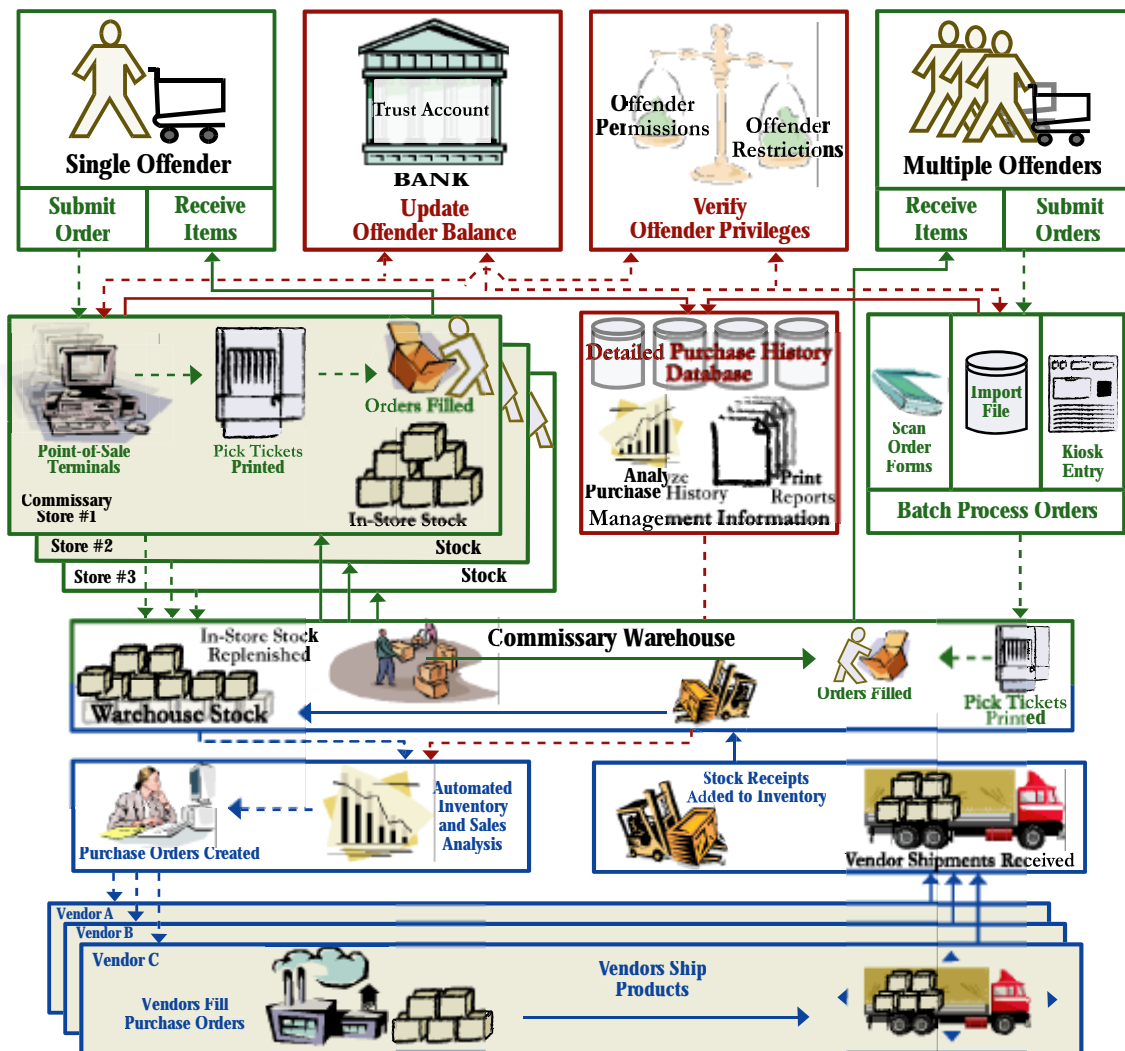 Trust Account
BANK
Update
Offender Balance
Offender
Permissions
Offender
Restrictions
Verify
Offender Privileges
Single Offender
Submit
Order
Receive
Items
Multiple Offenders
Receive
Items
Submit
Orders
Point-of-Sale
Terminals
Pick Tickets
Printed
Orders Filled
In-Store Stock
Commissary
Store #1
Store #2
Stock
Store #3
Stock
Detailed Purchase History
Database
Analyze
Purchase History
Print
Reports
Management Information
Scan
Order
Forms
Import
File
Kiosk
Entry
Batch Process Orders
In-Store Stock
Replenished
Warehouse Stock
Commissary Warehouse
Orders Filled
Pick Tickets
Printed
Purchase Orders Created
Automated
Inventory
and Sales
Analysis
Stock Receipts
Added to Inventory
Vendor Shipments Received
Vendor A
Vendor B
Vendor C
Vendors Fill
Purchase Orders
Vendors Ship
Products